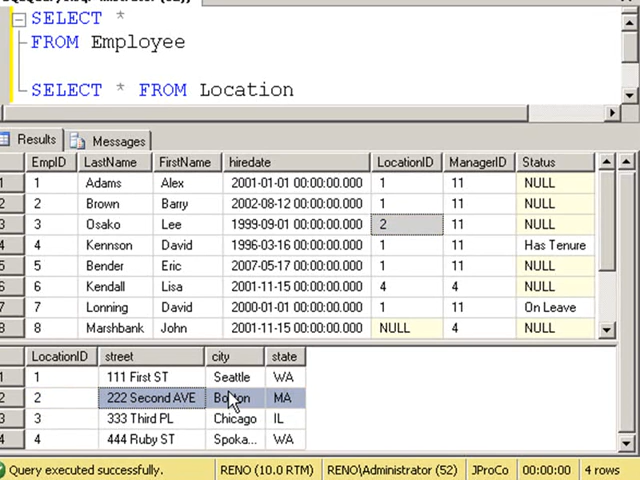 SELECT *
FROM Employee
SELECT * FROM Location
Results Messages
EmpID LastName FirstName hiredate LocationID ManagerID Status
1 1 Adams Alex 2001-01-01 00:00:00.000 1 11 NULL
2 2 Brown Barry 2002-08-12 00:00:00.000 1 11 NULL
3 3 Osako Lee 1999-09-01 00:00:00.000 2 11 NULL
4 4 Kennson David 1996-03-16 00:00:00.000 1 11 Has Tenure
5 5 Bender Eric 2007-05-17 00:00:00.000 1 11 NULL
6 6 Kendall Lisa 2001-11-15 00:00:00.000 4 4 NULL
7 7 Lonning David 2000-01-01 00:00:00.000 1 11 On Leave
8 8 Marshbank John 2001-11-15 00:00:00.000 NULL 4 NULL
LocationID street city state
1 1 111 First ST Seattle WA
2 2 222 Second AVE Boston MA
3 3 333 Third PL Chicago IL
4 4 444 Ruby ST Spoka... WA
Query executed successfully. RENO (10.0 RTM) RENO\Administrator (52) JProCo 00:00:00 4 rows